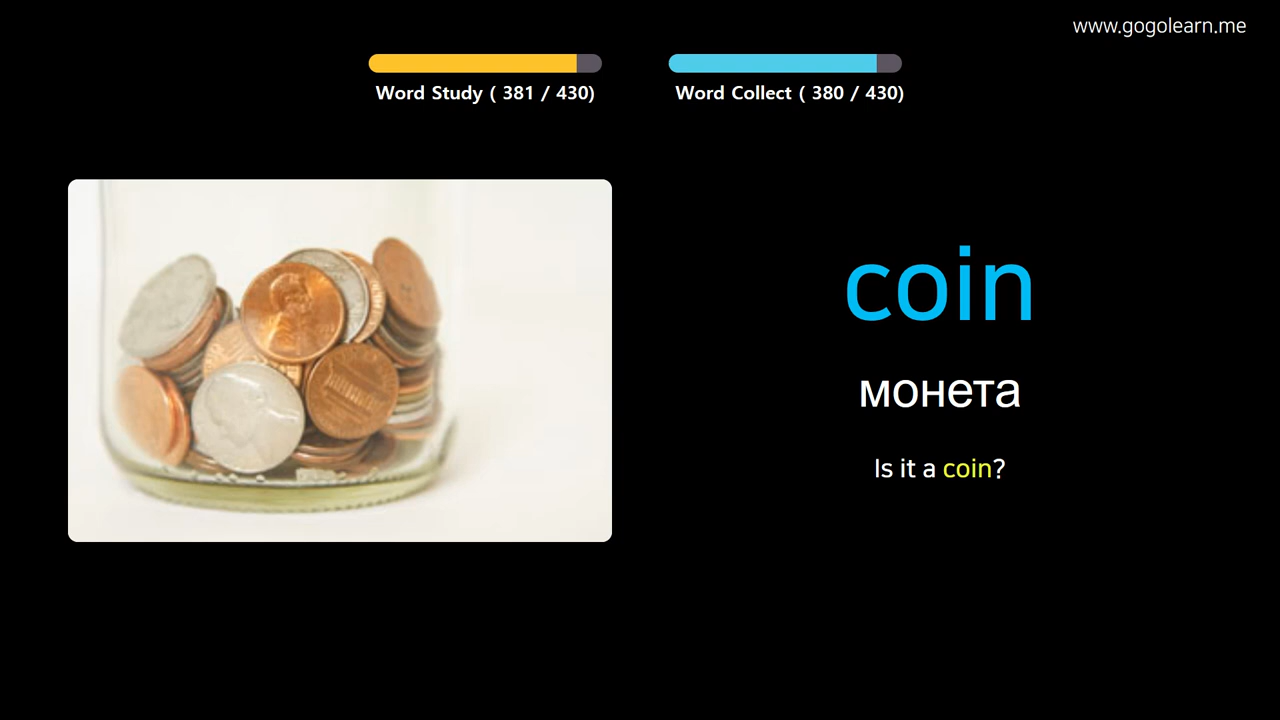 www.gogolearn.me
Word Study ( 381 / 430)
Word Collect ( 380 / 430)
coin
монета
Is it a coin?